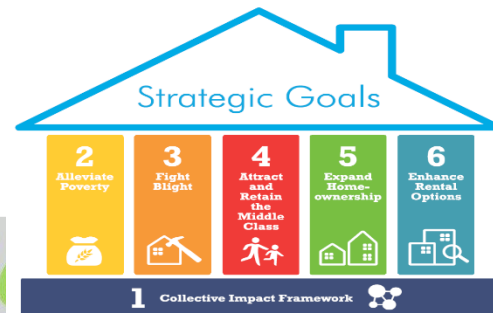 Strategic Goals
2
Alleviate
Poverty
3
Fight
Blight
4
Attract
and
Retain
the
Middle
Class
5
Expand
Home-
ownership
6
Enhance
Rental
Options
1 Collective Impact Framework